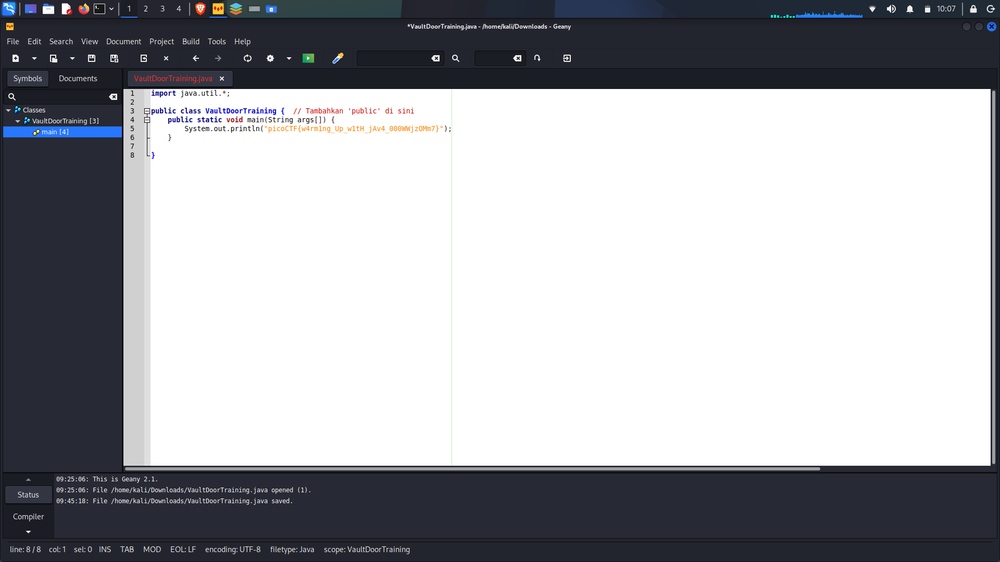 1 2 3 4 10:07
*VaultDoorTraining.java - /home/kali/Downloads - Geany
File Edit Search View Document Project Build Tools Help
Symbols Documents
VaultDoorTraining.java
Classes
VaultDoorTraining [3]
main [4]
1 import java.util.*;
2
3 public class VaultDoorTraining {  // Tambahkan 'public' di sini
4     public static void main(String args[]) {
5         System.out.println("picoCTF{w4rm1ng_Up_w1tH_jAv4_000WWjzOMm7}");
6     }
7
8 }
09:25:06: This is Geany 2.1.
09:25:06: File /home/kali/Downloads/VaultDoorTraining.java opened (1).
09:45:18: File /home/kali/Downloads/VaultDoorTraining.java saved.
Status
Compiler
line: 8 / 8 col: 1 sel: 0 INS TAB MOD EOL: LF encoding: UTF-8 filetype: Java scope: VaultDoorTraining